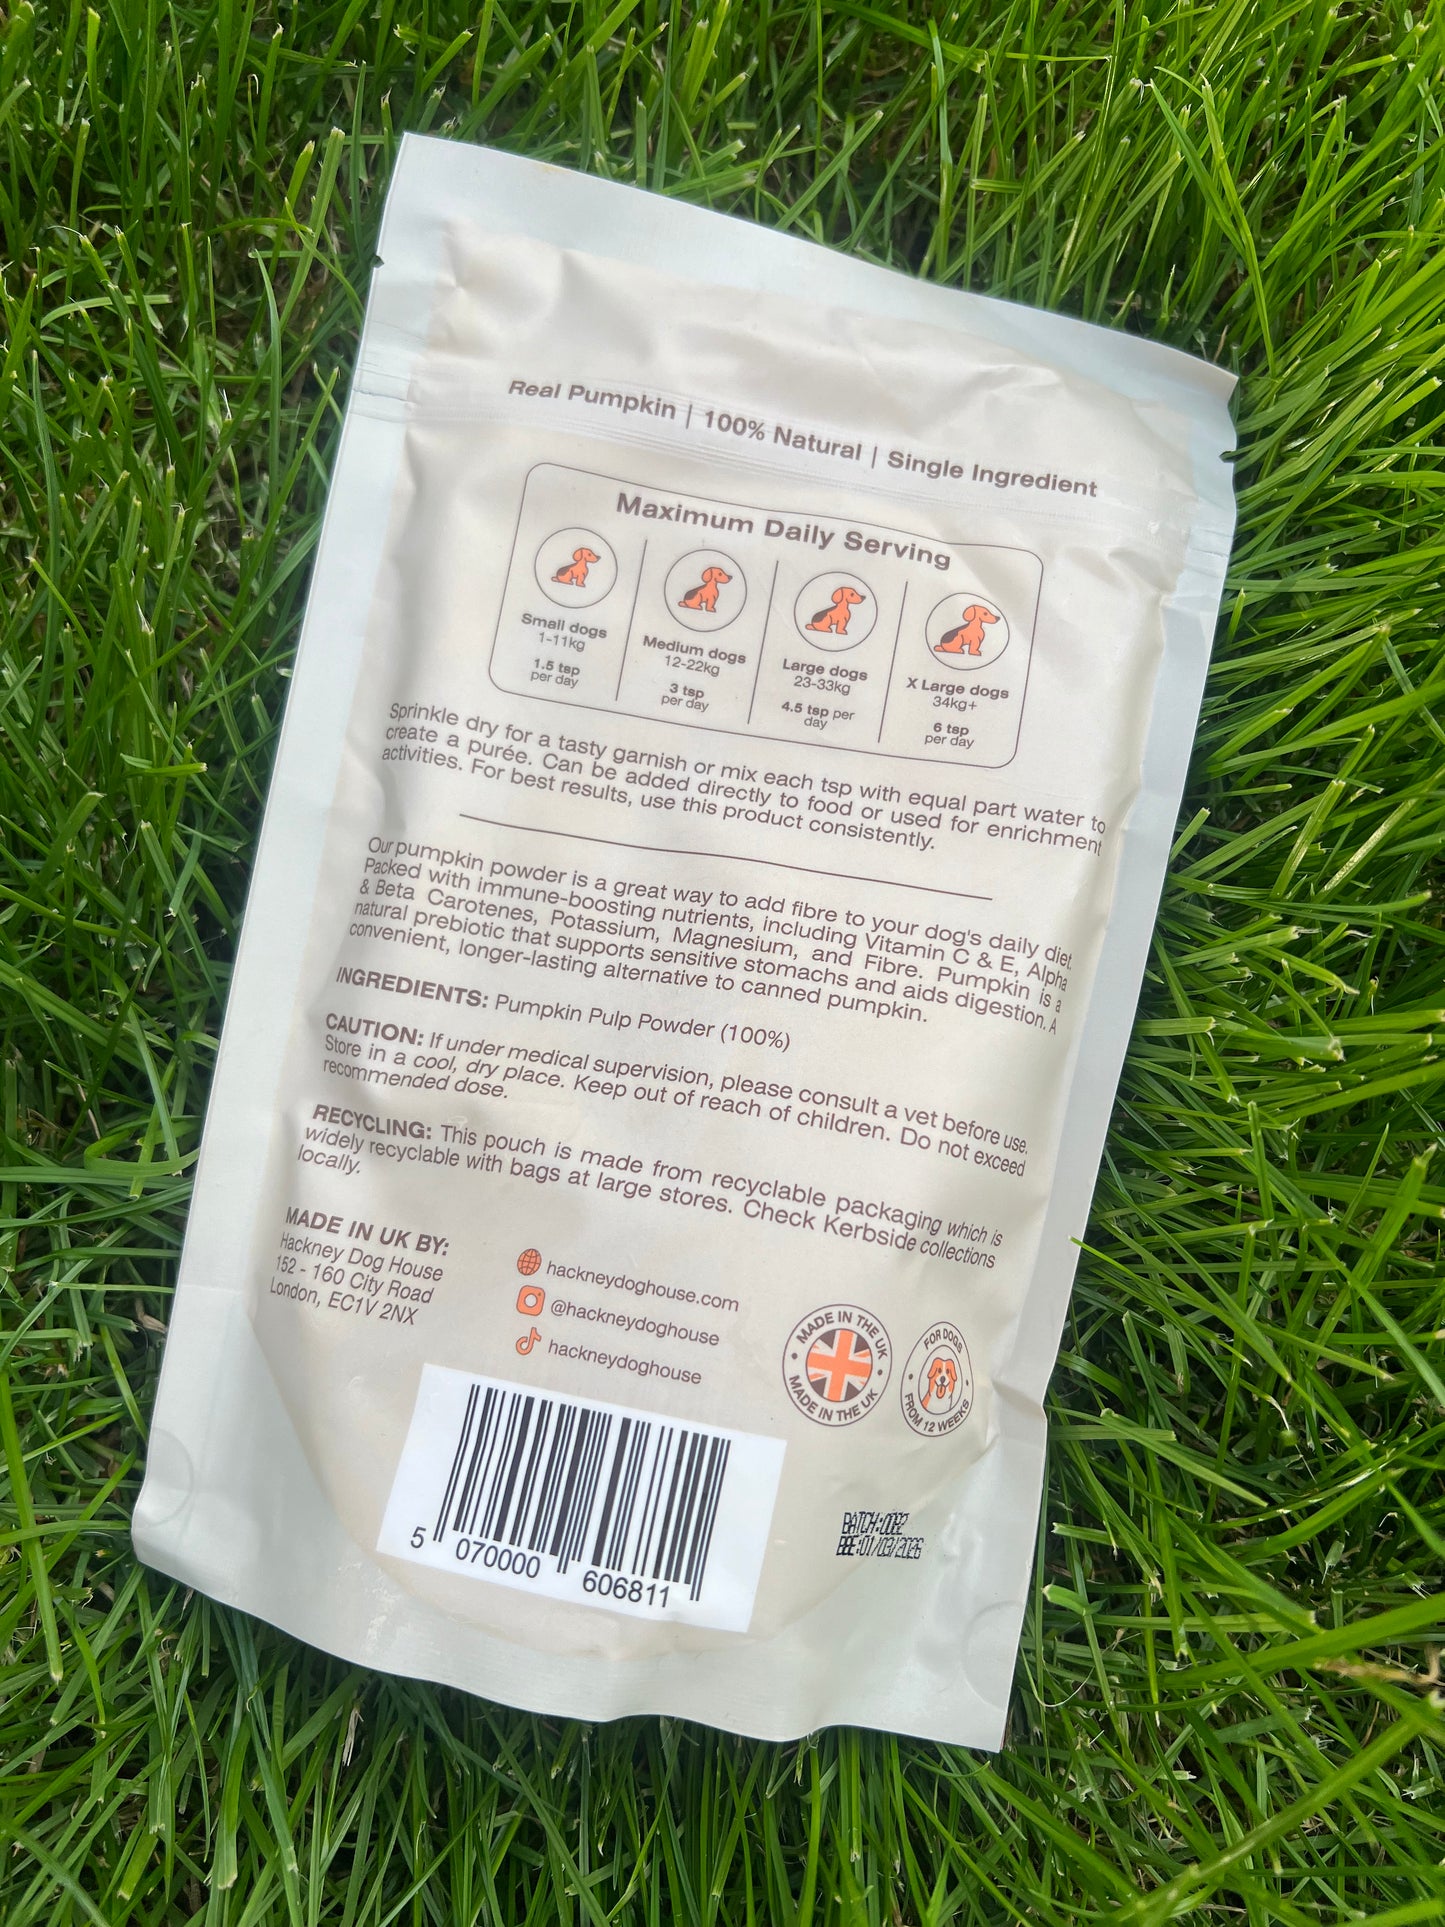 Real Pumpkin | 100% Natural | Single Ingredient
Maximum Daily Serving
Small dogs
1-11kg
1.5 tsp
per day
Medium dogs
12-22kg
3 tsp
per day
Large dogs
23-33kg
4.5 tsp per
day
X Large dogs
34kg+
6 tsp
per day
Sprinkle dry for a tasty garnish or mix each tsp with equal part water to
create a purée. Can be added directly to food or used for enrichment
activities. For best results, use this product consistently.
Our pumpkin powder is a great way to add fibre to your dog's daily diet.
Packed with immune-boosting nutrients, including Vitamin C & E, Alpha
& Beta Carotenes, Potassium, Magnesium, and Fibre. Pumpkin is a
natural prebiotic that supports sensitive stomachs and aids digestion. A
convenient, longer-lasting alternative to canned pumpkin.
INGREDIENTS: Pumpkin Pulp Powder (100%)
CAUTION: If under medical supervision, please consult a vet before use.
Store in a cool, dry place. Keep out of reach of children. Do not exceed
recommended dose.
RECYCLING: This pouch is made from recyclable packaging which is
widely recyclable with bags at large stores. Check Kerbside collections
locally.
MADE IN UK BY:
Hackney Dog House
152 - 160 City Road
London, EC1V 2NX
hackneydoghouse.com
@hackneydoghouse
hackneydoghouse
MADE IN THE UK
MADE IN THE UK
FOR DOGS
FROM 12 WEEKS
5 070000 606811
BATCH:0082
BBE:01/03/2026